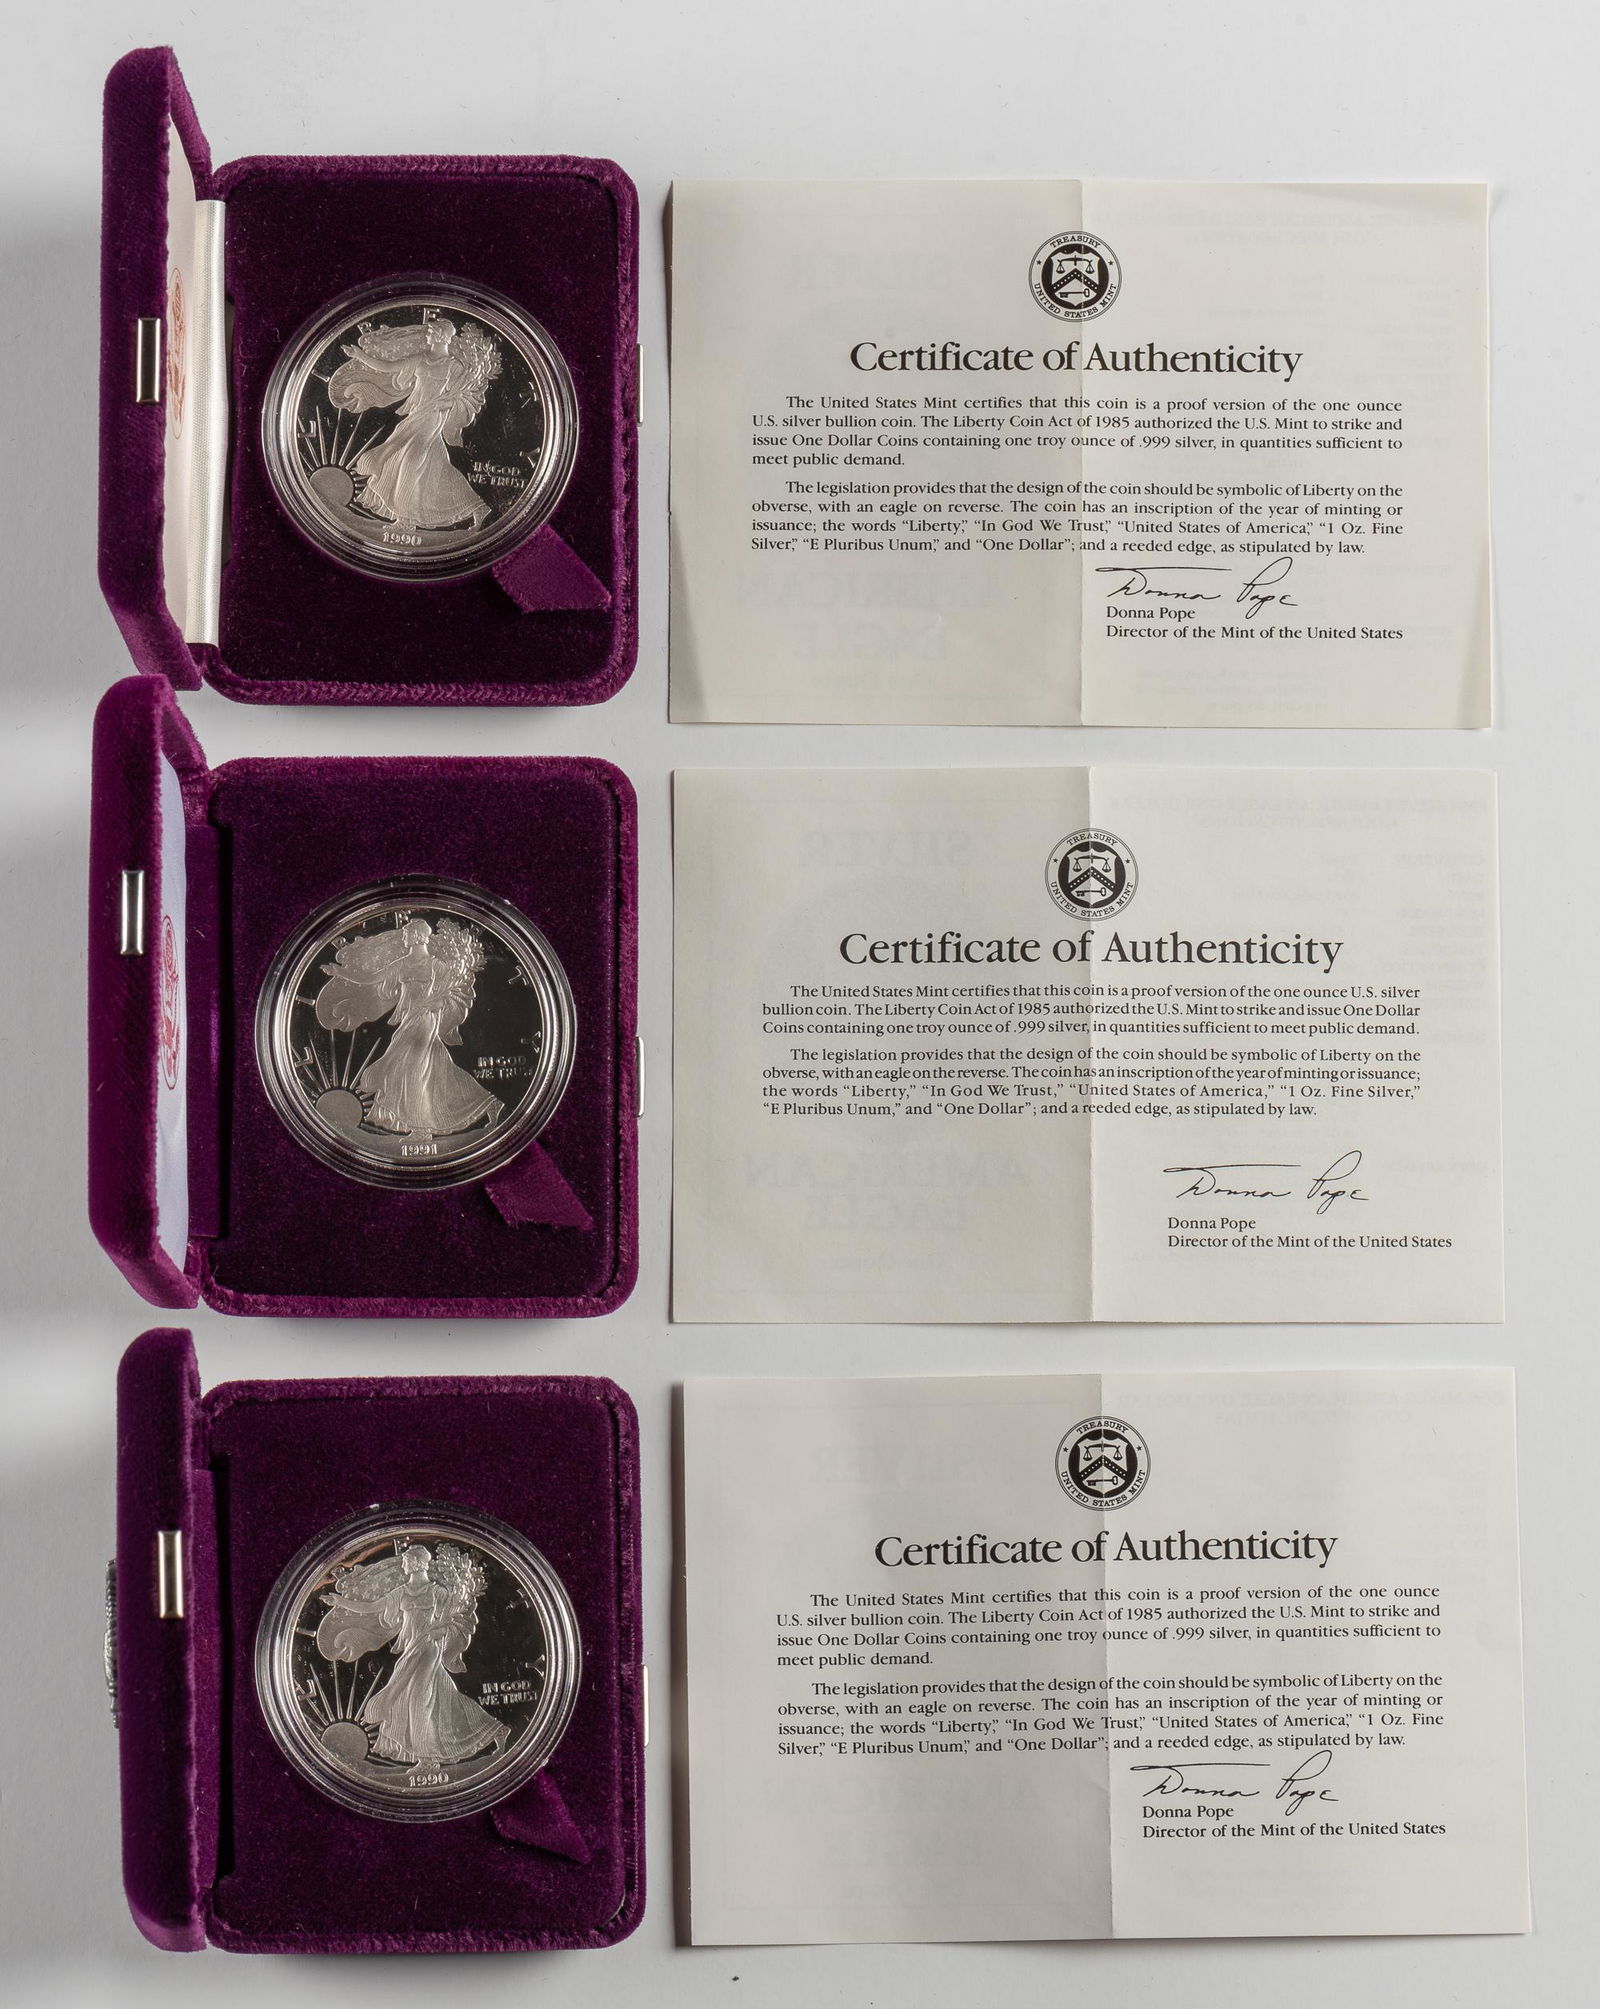 LIBERTY
IN GOD
WE TRUST
1990
TREASURY
UNITED STATES MINT
Certificate of Authenticity
The United States Mint certifies that this coin is a proof version of the one ounce
U.S. silver bullion coin. The Liberty Coin Act of 1985 authorized the U.S. Mint to strike and
issue One Dollar Coins containing one troy ounce of .999 silver, in quantities sufficient to
meet public demand.
The legislation provides that the design of the coin should be symbolic of Liberty on the
obverse, with an eagle on reverse. The coin has an inscription of the year of minting or
issuance; the words “Liberty,” “In God We Trust,” “United States of America,” “1 Oz. Fine
Silver,” “E Pluribus Unum,” and “One Dollar”; and a reeded edge, as stipulated by law.
Donna Pope
Donna Pope
Director of the Mint of the United States
LIBERTY
IN GOD
WE TRUST
1991
TREASURY
UNITED STATES MINT
Certificate of Authenticity
The United States Mint certifies that this coin is a proof version of the one ounce U.S. silver
bullion coin. The Liberty Coin Act of 1985 authorized the U.S. Mint to strike and issue One Dollar
Coins containing one troy ounce of .999 silver, in quantities sufficient to meet public demand.
The legislation provides that the design of the coin should be symbolic of Liberty on the
obverse, with an eagle on the reverse. The coin has an inscription of the year of minting or issuance;
the words “Liberty,” “In God We Trust,” “United States of America,” “1 Oz. Fine Silver,”
“E Pluribus Unum,” and “One Dollar”; and a reeded edge, as stipulated by law.
Donna Pope
Donna Pope
Director of the Mint of the United States
LIBERTY
IN GOD
WE TRUST
1990
TREASURY
UNITED STATES MINT
Certificate of Authenticity
The United States Mint certifies that this coin is a proof version of the one ounce
U.S. silver bullion coin. The Liberty Coin Act of 1985 authorized the U.S. Mint to strike and
issue One Dollar Coins containing one troy ounce of .999 silver, in quantities sufficient to
meet public demand.
The legislation provides that the design of the coin should be symbolic of Liberty on the
obverse, with an eagle on reverse. The coin has an inscription of the year of minting or
issuance; the words “Liberty,” “In God We Trust,” “United States of America,” “1 Oz. Fine
Silver,” “E Pluribus Unum,” and “One Dollar”; and a reeded edge, as stipulated by law.
Donna Pope
Donna Pope
Director of the Mint of the United States